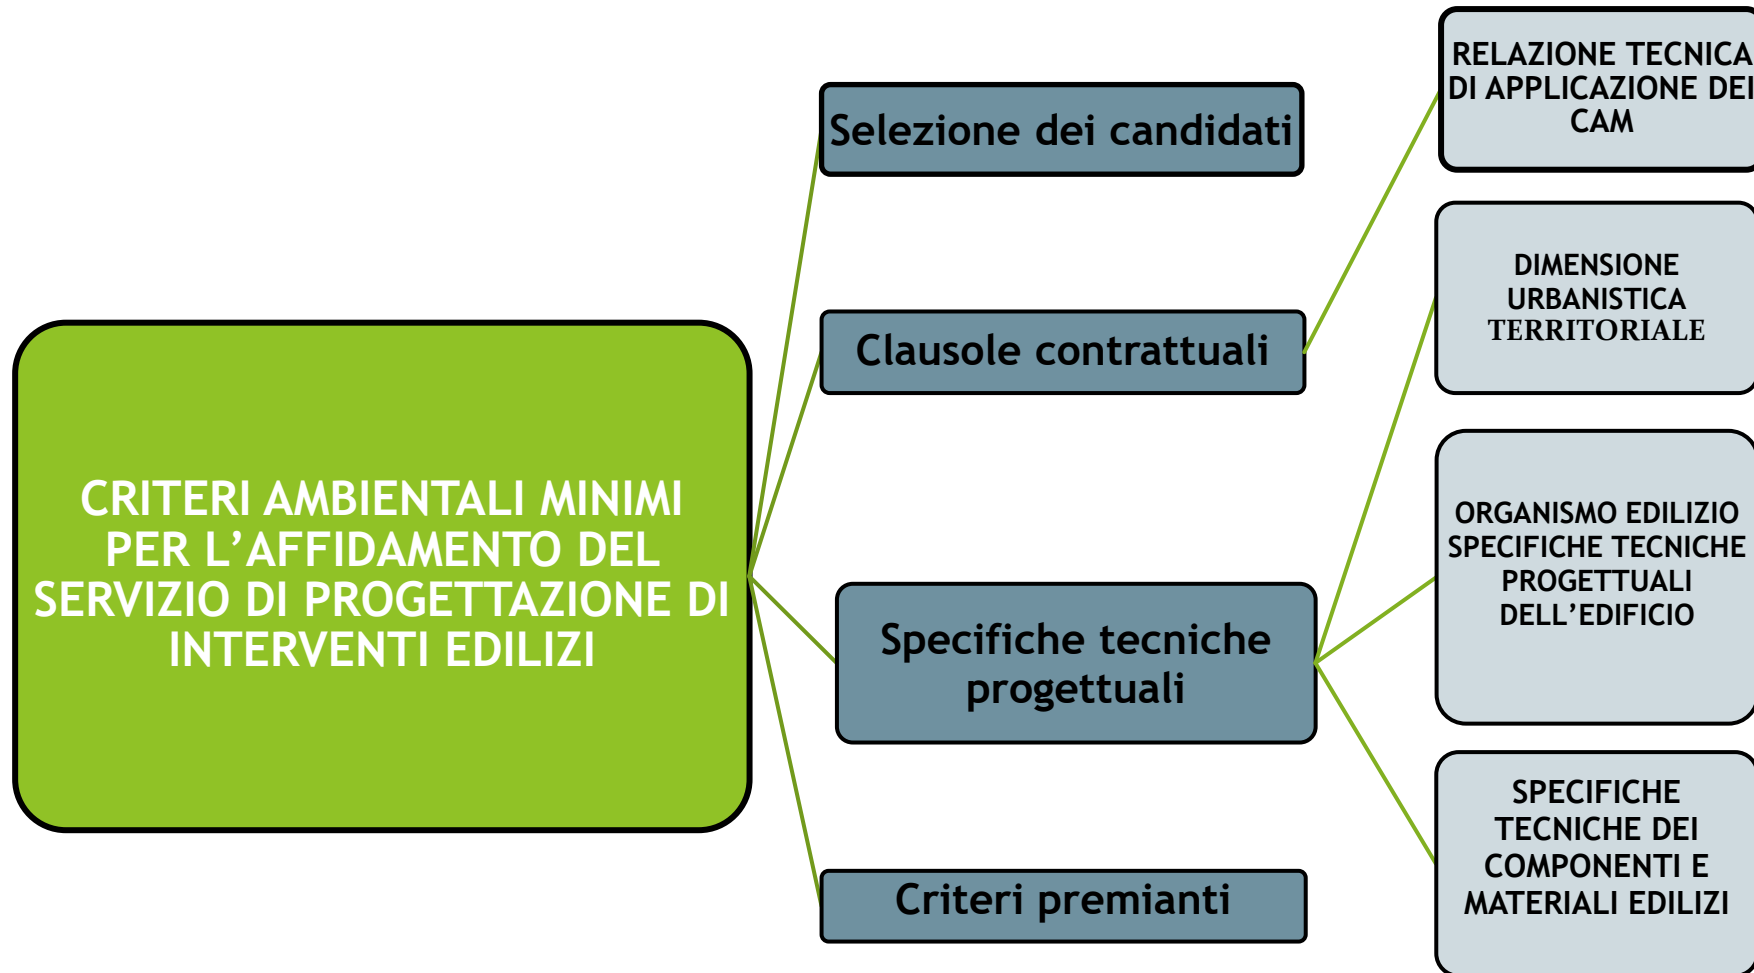 CRITERI AMBIENTALI MINIMI
PER L’AFFIDAMENTO DEL
SERVIZIO DI PROGETTAZIONE DI
INTERVENTI EDILIZI
Selezione dei candidati
Clausole contrattuali
Specifiche tecniche
progettuali
Criteri premianti
RELAZIONE TECNICA
DI APPLICAZIONE DEI
CAM
DIMENSIONE
URBANISTICA
TERRITORIALE
ORGANISMO EDILIZIO
SPECIFICHE TECNICHE
PROGETTUALI
DELL’EDIFICIO
SPECIFICHE
TECNICHE DEI
COMPONENTI E
MATERIALI EDILIZI